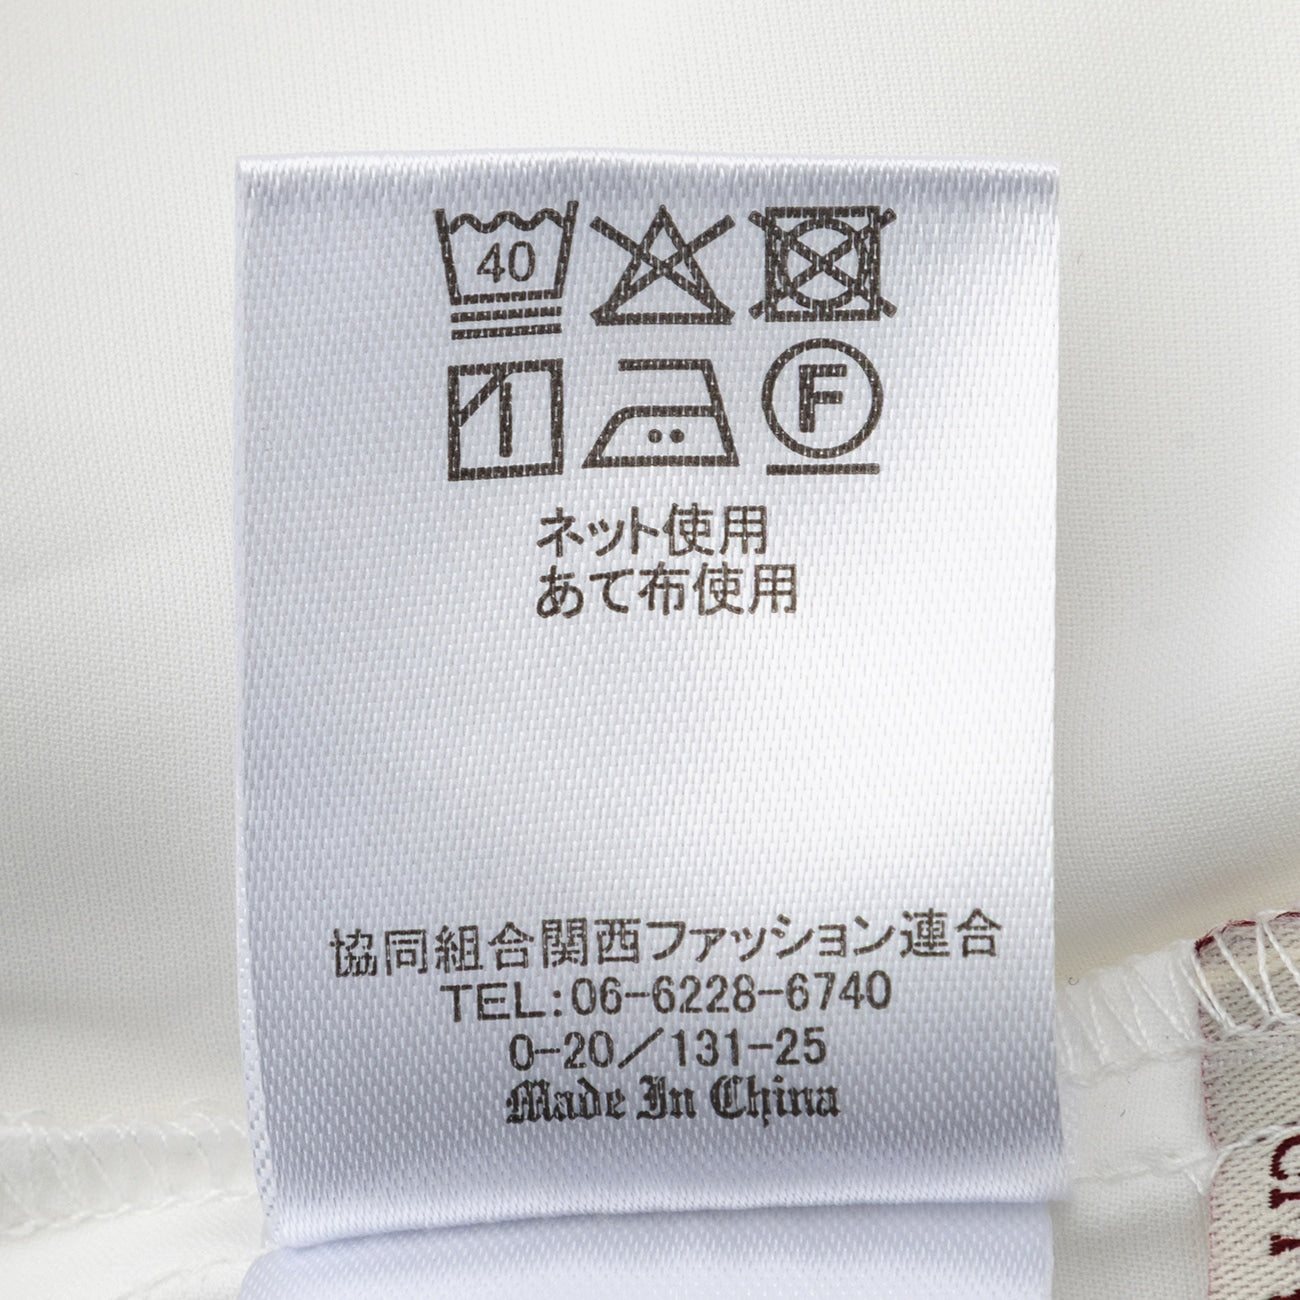 40
F
ネット使用
あて布使用
協同組合関西ファッション連合
TEL:06-6228-6740
0-20/131-25
Made In China